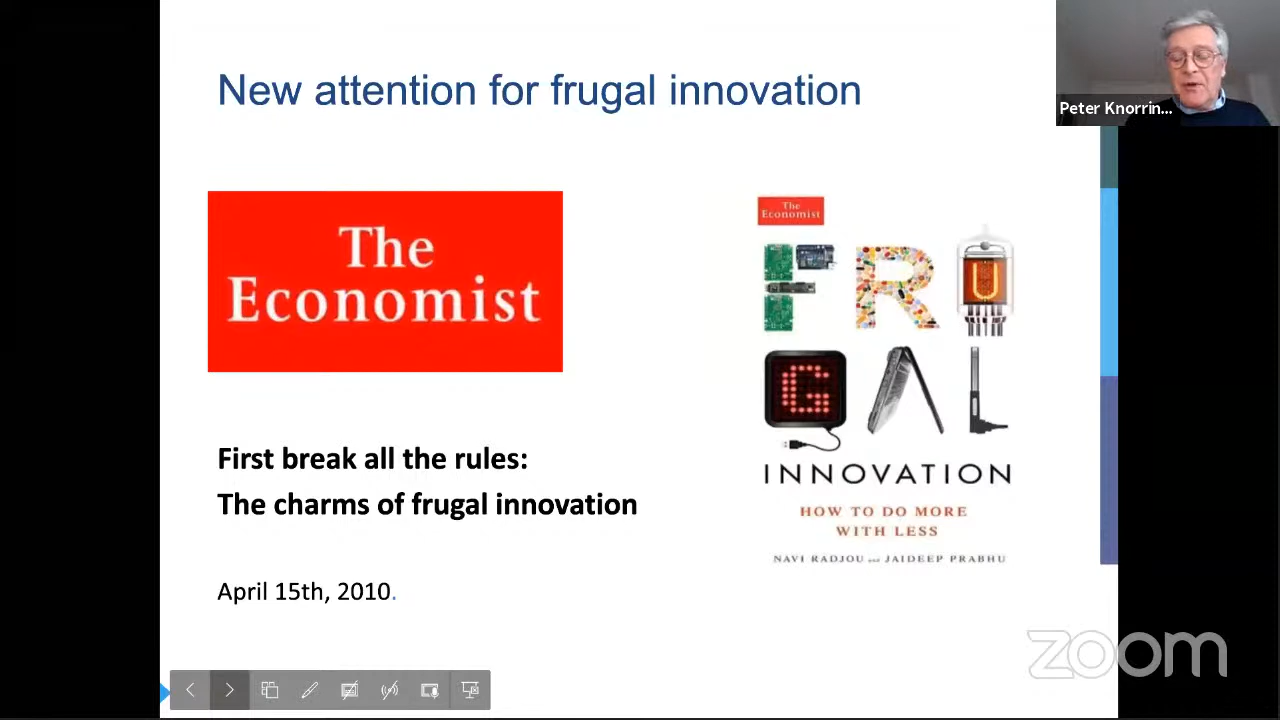 New attention for frugal innovation
Peter Knorrin...
The
Economist
First break all the rules:
The charms of frugal innovation
April 15th, 2010.
The
Economist
FRU
GAL
INNOVATION
HOW TO DO MORE
WITH LESS
NAVI RADJOU and JAIDEEP PRABHU
zoom